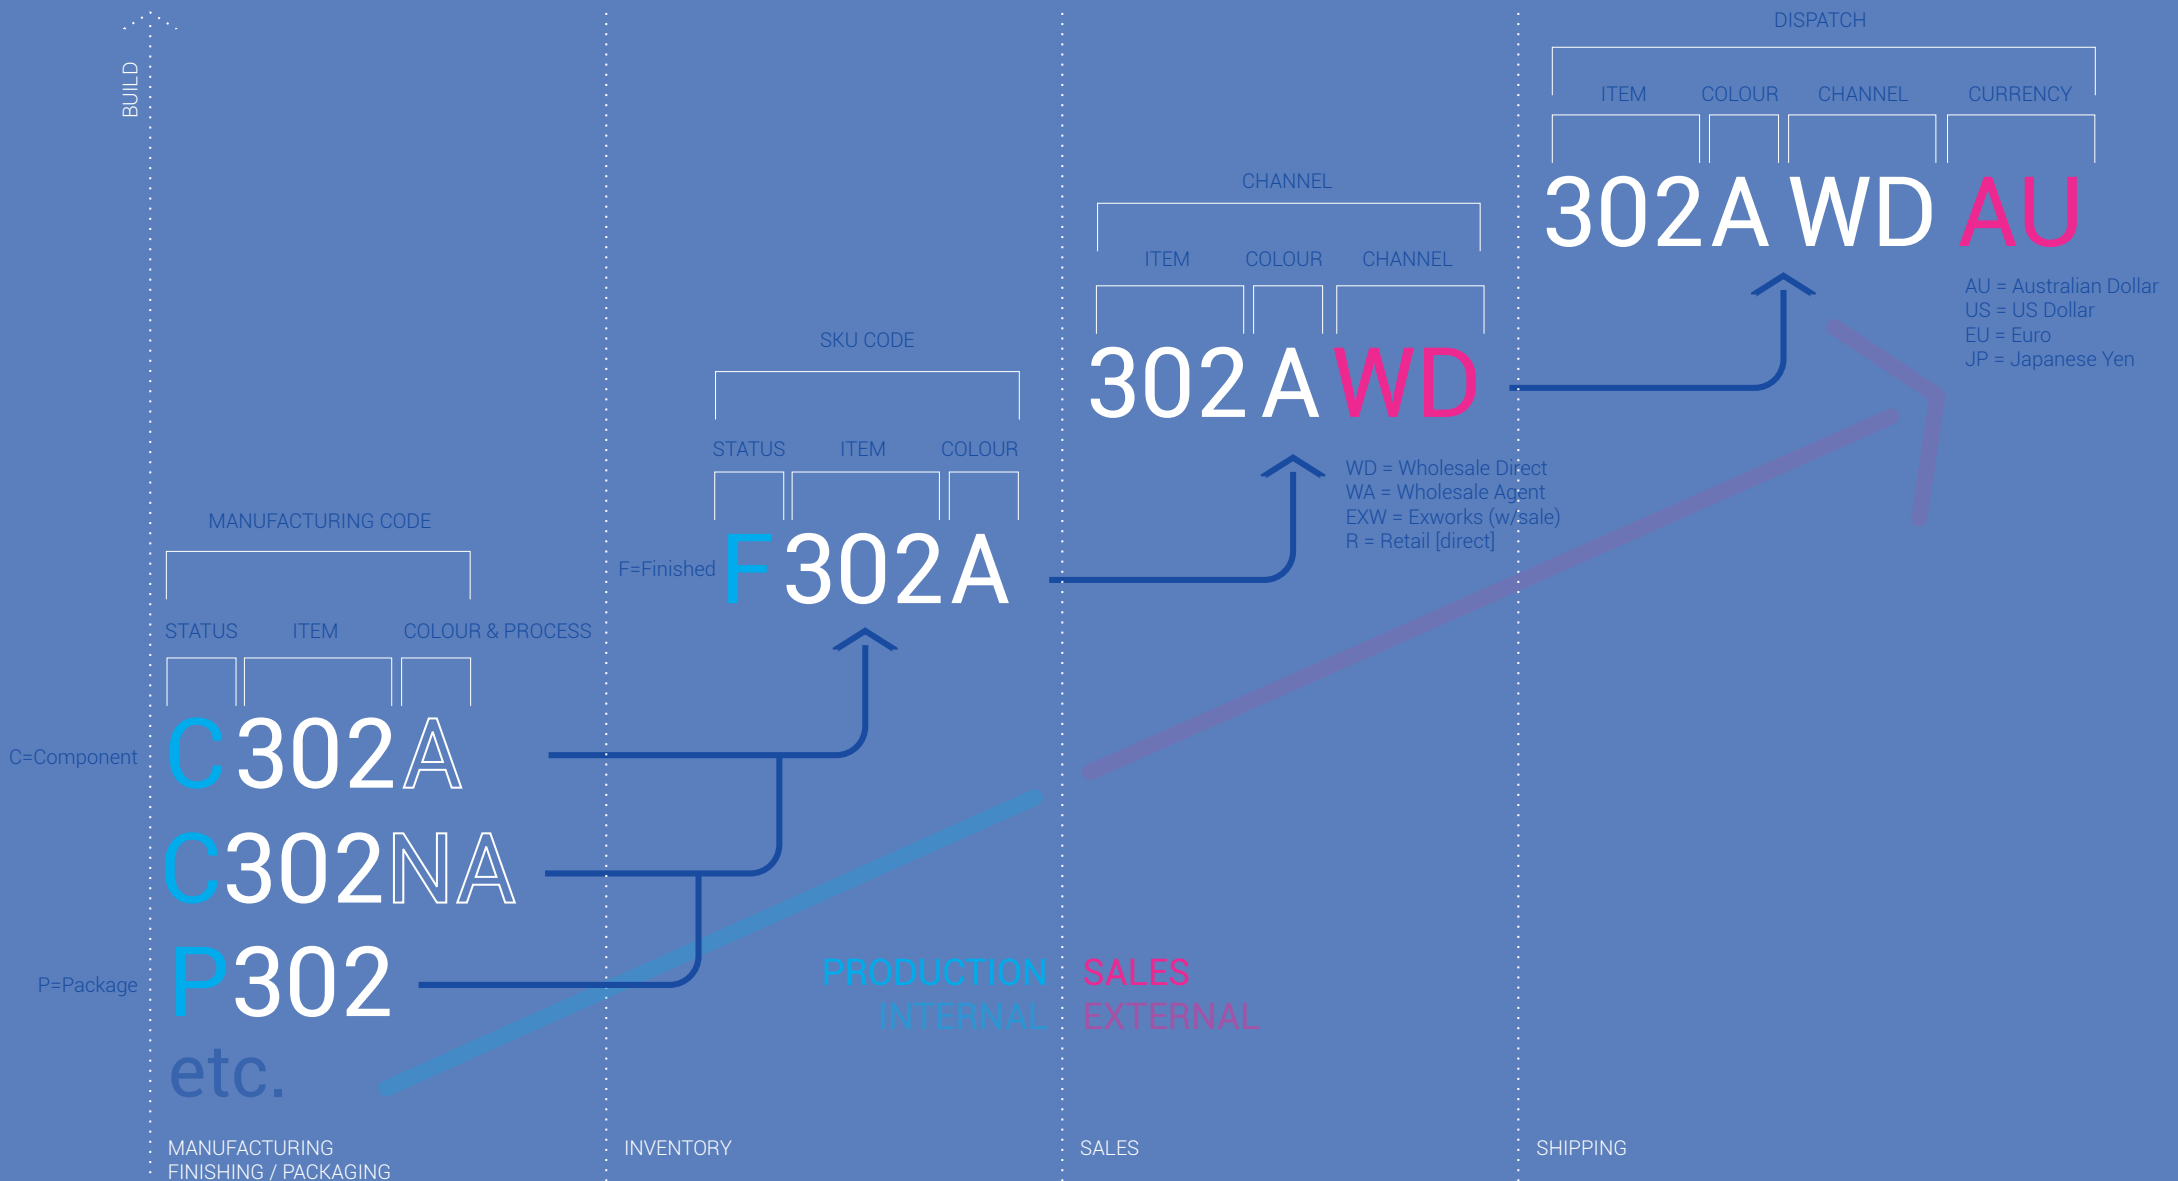 BUILD
MANUFACTURING CODE
STATUS ITEM COLOUR & PROCESS
C=Component
C302A
C302NA
P=Package
P302
etc.
MANUFACTURING
FINISHING / PACKAGING
SKU CODE
STATUS ITEM COLOUR
F=Finished
F302A
PRODUCTION
INTERNAL
INVENTORY
CHANNEL
ITEM COLOUR CHANNEL
302A WD
WD = Wholesale Direct
WA = Wholesale Agent
EXW = Exworks (w/sale)
R = Retail [direct]
SALES
EXTERNAL
SALES
DISPATCH
ITEM COLOUR CHANNEL CURRENCY
302A WD AU
AU = Australian Dollar
US = US Dollar
EU = Euro
JP = Japanese Yen
SHIPPING